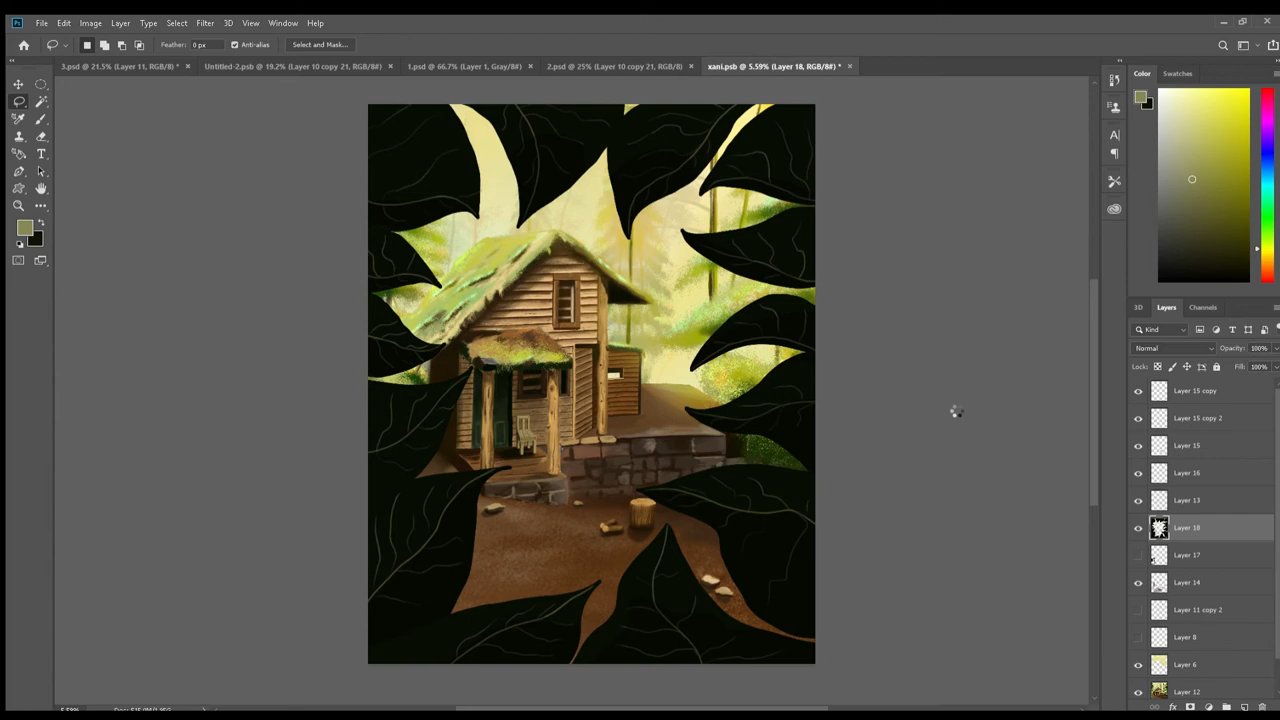 Ps File Edit Image Layer Type Select Filter 3D View Window Help
Feather: 0 px Anti-alias Select and Mask...
3.psd @ 21.5% (Layer 11, RGB/8) * × Untitled-2.psb @ 19.2% (Layer 10 copy 21, RGB/8#) × 1.psd @ 66.7% (Layer 1, Gray/8#) × 2.psd @ 25% (Layer 10 copy 21, RGB/8) × xani.psb @ 5.59% (Layer 18, RGB/8#) * ×
Color Swatches
3D Layers Channels
Kind
Normal Opacity: 100%
Lock: Fill: 100%
Layer 15 copy
Layer 15 copy 2
Layer 15
Layer 16
Layer 13
Layer 18
Layer 17
Layer 14
Layer 11 copy 2
Layer 8
Layer 6
Layer 12